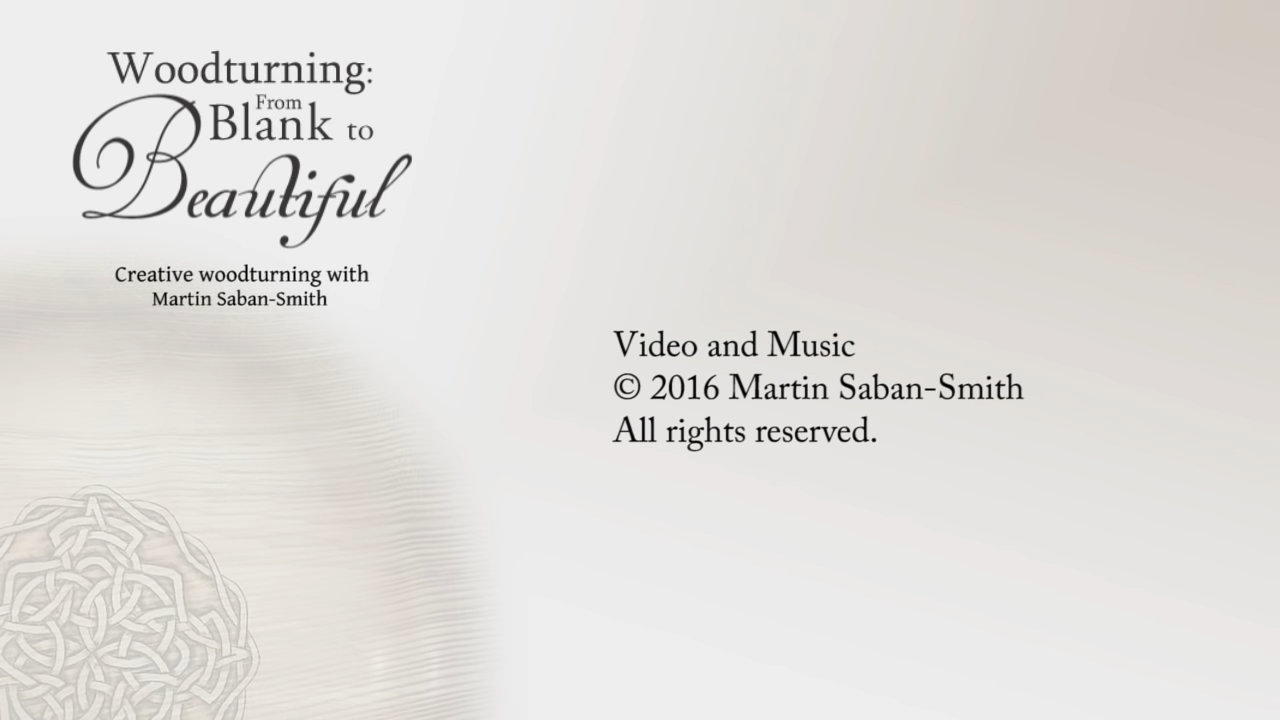 Woodturning:
From
Blank to
Beautiful
Creative woodturning with
Martin Saban-Smith
Video and Music
© 2016 Martin Saban-Smith
All rights reserved.